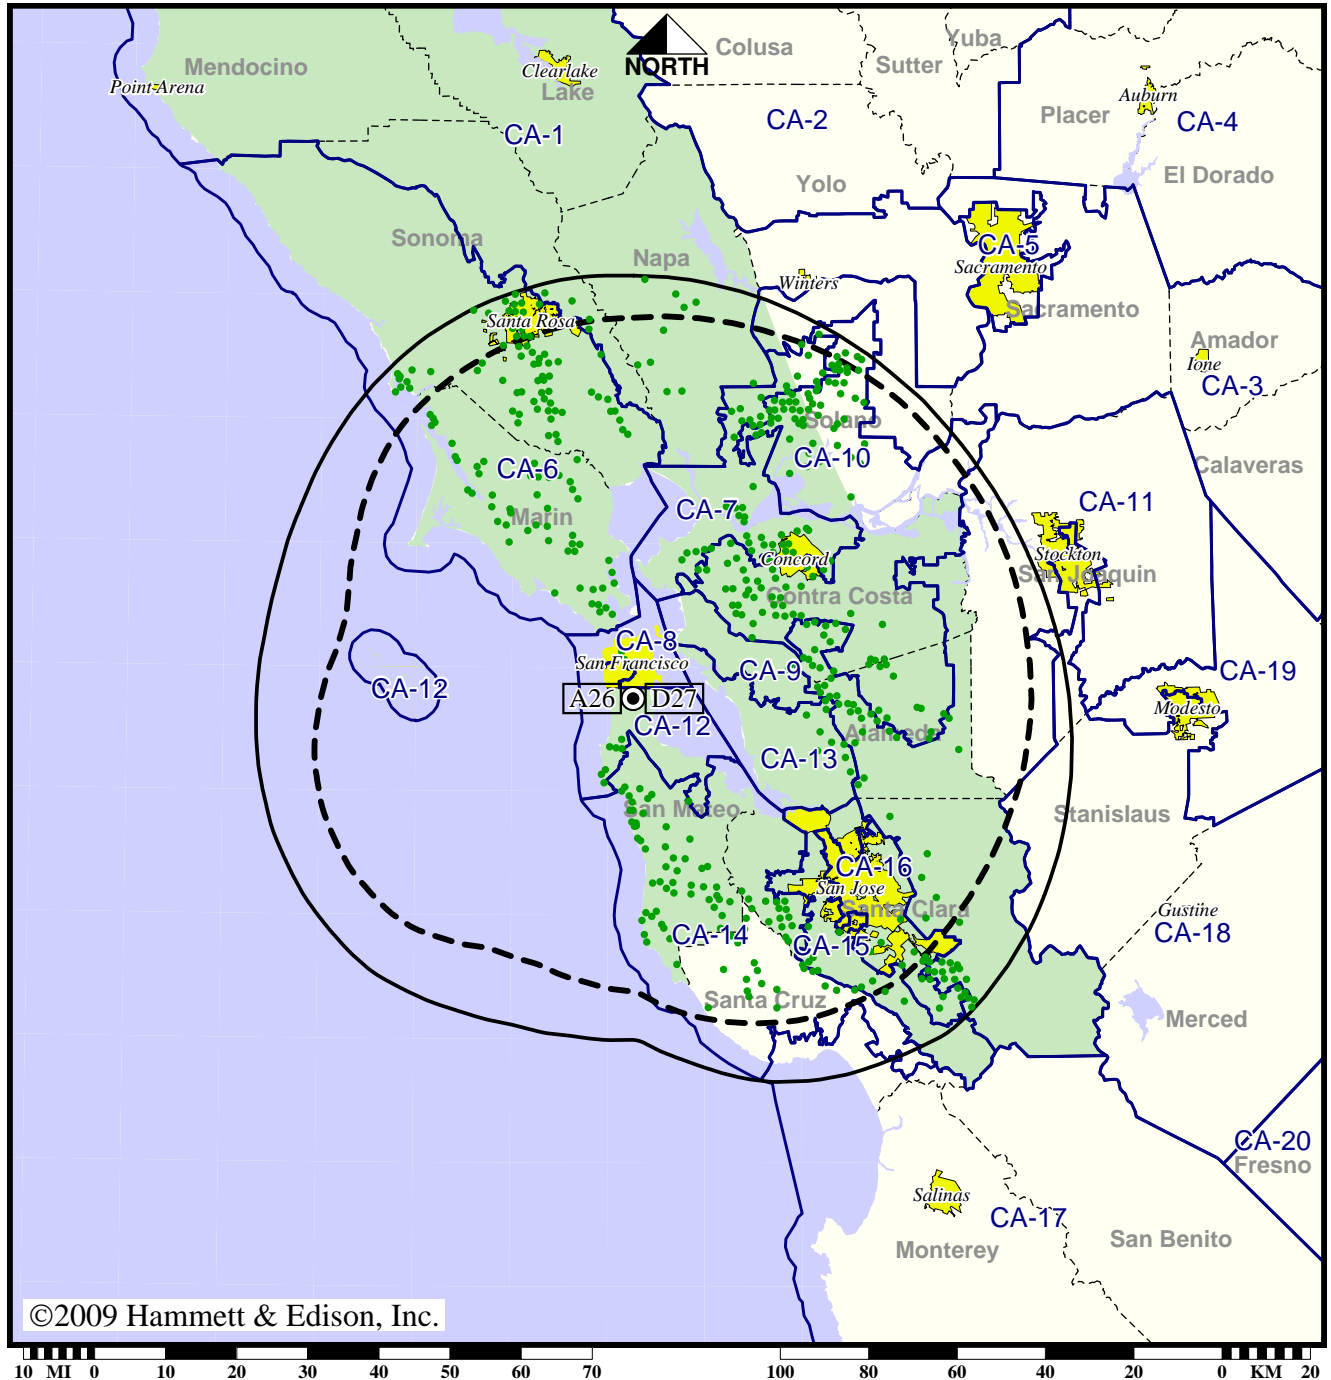 Colusa
Yuba
Sutter
NORTH
Mendocino
Clearlake
Lake
Point Arena
Auburn
Placer
CA-4
CA-2
CA-1
Yolo
El Dorado
Sonoma
Napa
CA-5
Sacramento
Winters
Sacramento
Santa Rosa
Amador
Ione
CA-3
Solano
CA-10
Calaveras
CA-6
CA-7
CA-11
Marin
Concord
Stockton
San Joaquin
Contra Costa
CA-8
San Francisco
CA-9
CA-19
CA-12
A26 D27
Modesto
CA-12
Alameda
CA-13
San Mateo
Stanislaus
CA-16
San Jose
Santa Clara
Gustine
CA-14
CA-15
CA-18
Santa Cruz
Merced
CA-20
Fresno
Salinas
CA-17
Monterey
San Benito
©2009 Hammett & Edison, Inc.
10 MI 0 10 20 30 40 50 60 70 100 80 60 40 20 0 KM 20